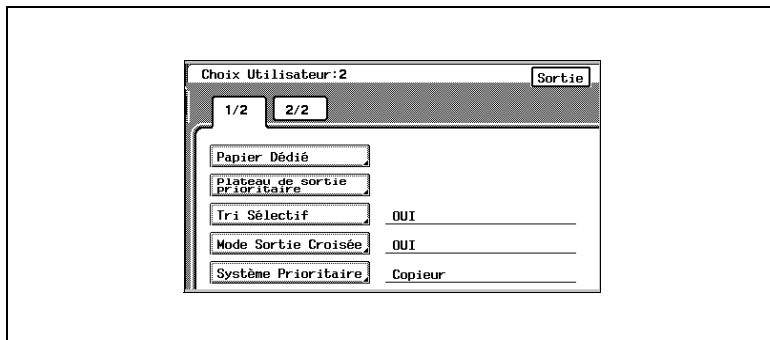 Choix Utilisateur:2
Sortie
1/2
2/2
Papier Dédié
Plateau de sortie
prioritaire
Tri Sélectif
OUI
Mode Sortie Croisée
OUI
Système Prioritaire
Copieur